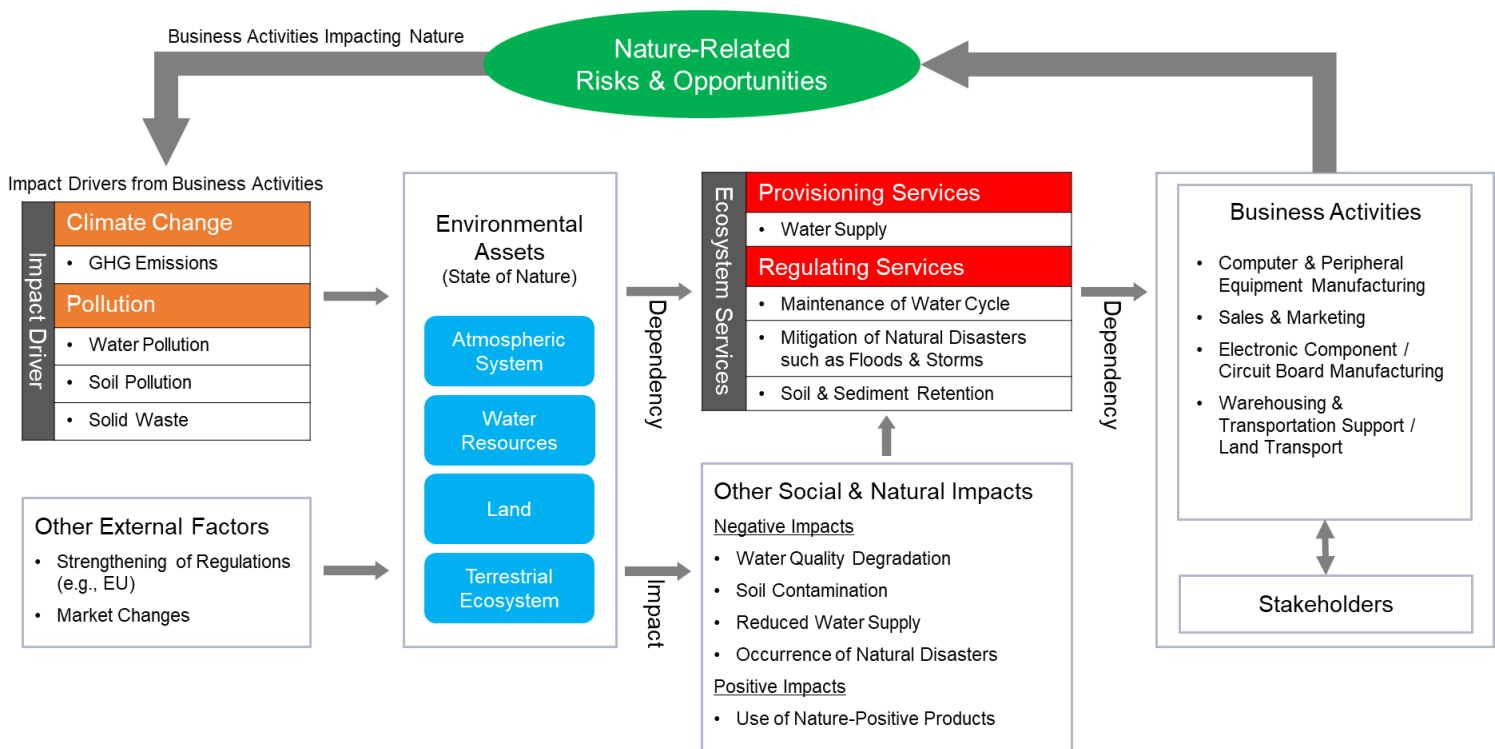 Business Activities Impacting Nature
Nature-Related
Risks & Opportunities
Impact Drivers from Business Activities
Impact Driver
Climate Change
• GHG Emissions
Pollution
• Water Pollution
• Soil Pollution
• Solid Waste
Other External Factors
• Strengthening of Regulations
(e.g., EU)
• Market Changes
Environmental
Assets
(State of Nature)
Atmospheric
System
Water
Resources
Land
Terrestrial
Ecosystem
Dependency
Impact
Ecosystem Services
Provisioning Services
• Water Supply
Regulating Services
• Maintenance of Water Cycle
• Mitigation of Natural Disasters
such as Floods & Storms
• Soil & Sediment Retention
Other Social & Natural Impacts
Negative Impacts
• Water Quality Degradation
• Soil Contamination
• Reduced Water Supply
• Occurrence of Natural Disasters
Positive Impacts
• Use of Nature-Positive Products
Dependency
Business Activities
• Computer & Peripheral
Equipment Manufacturing
• Sales & Marketing
• Electronic Component /
Circuit Board Manufacturing
• Warehousing &
Transportation Support /
Land Transport
Stakeholders